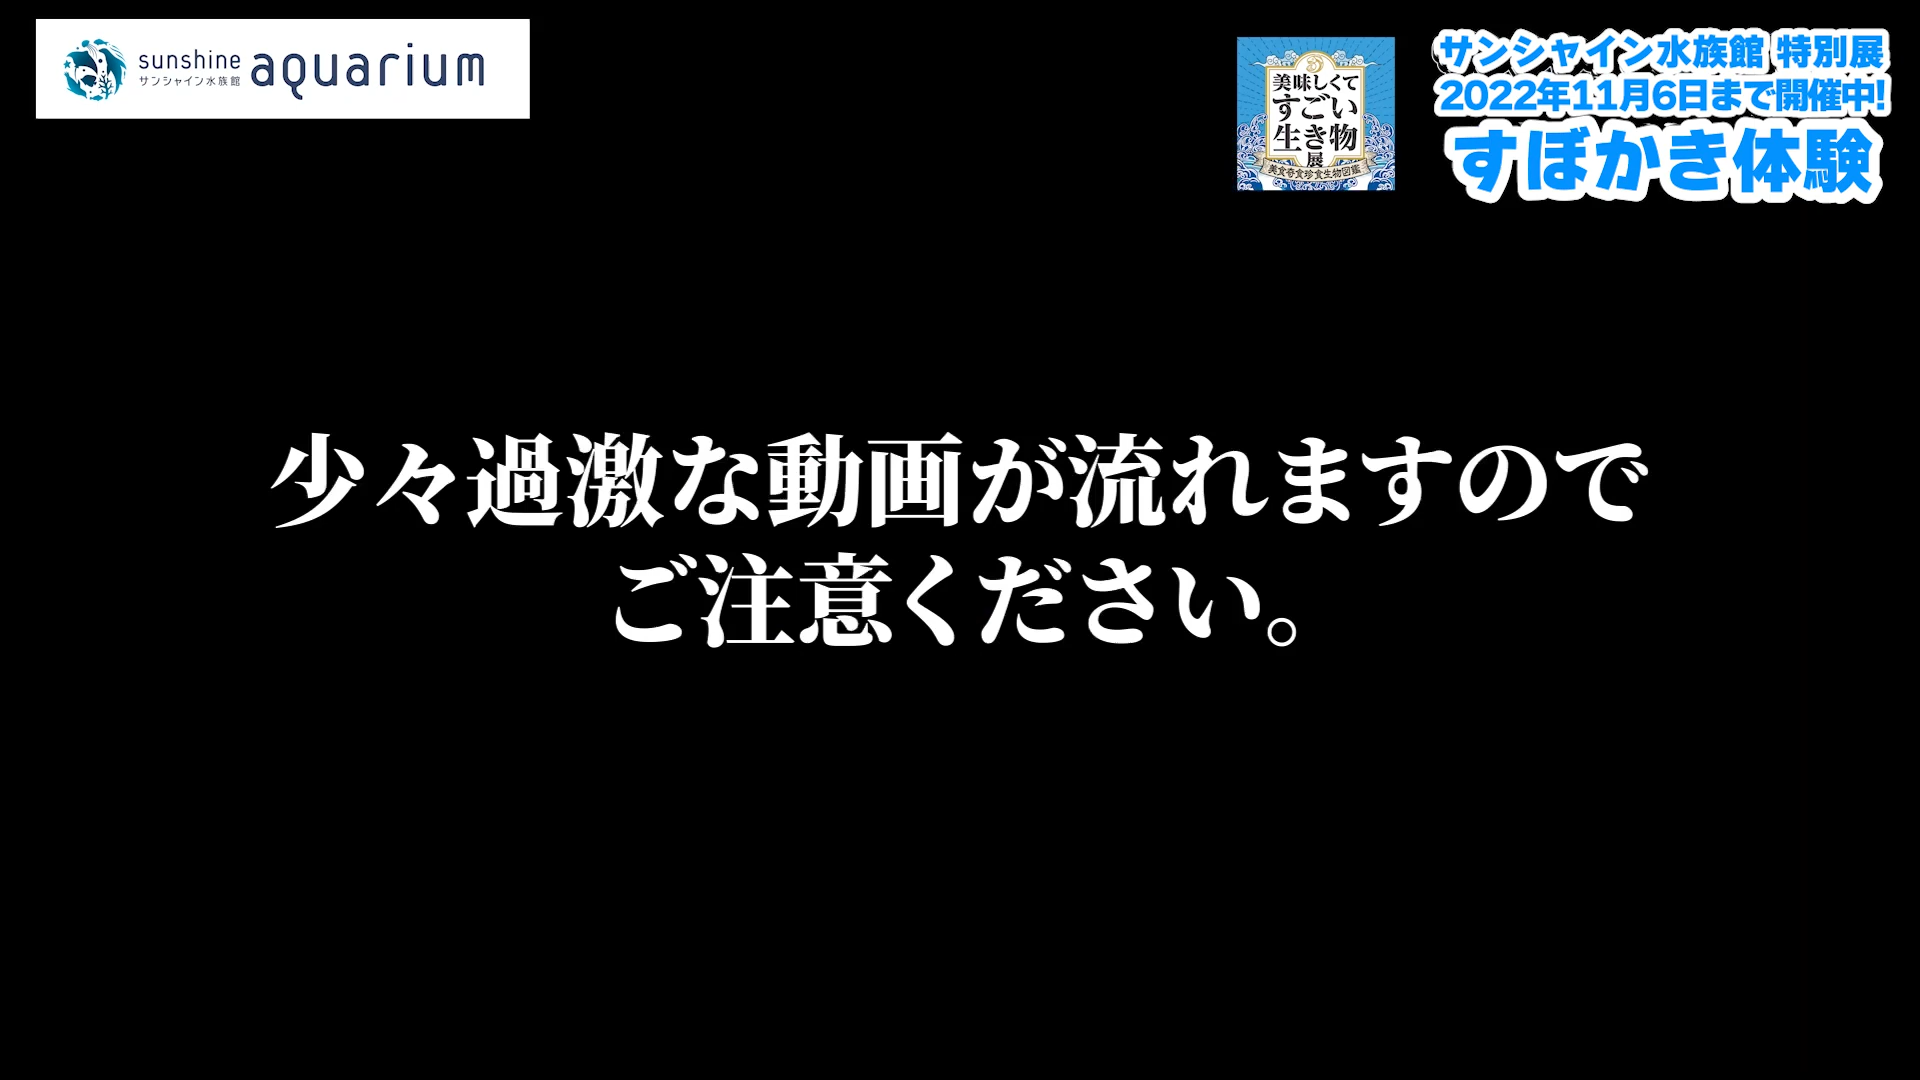 sunshine
サンシャイン水族館
aquarium
美味しくて
すごい
生き物
展
美食奇食珍食生物図鑑
サンシャイン水族館 特別展
2022年11月6日まで開催中!
すぼかき体験
少々過激な動画が流れますので
ご注意ください。